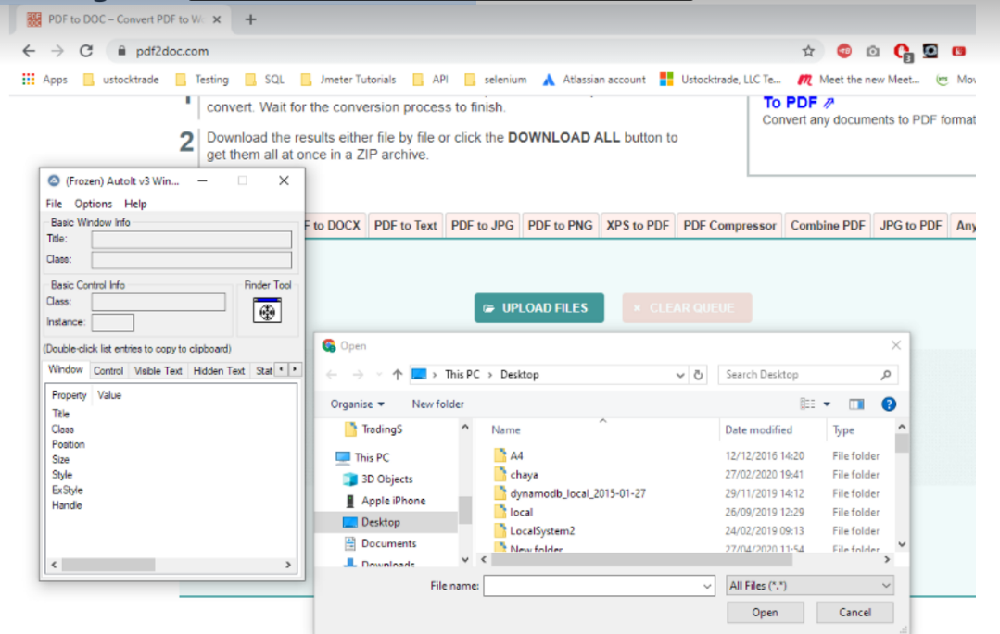 PDF to DOC – Convert PDF to Wo
pdf2doc.com
3
Apps ustocktrade Testing SQL Jmeter Tutorials API selenium Atlassian account Ustocktrade, LLC Te... Meet the new Meet... Mov
convert. Wait for the conversion process to finish.
2 Download the results either file by file or click the DOWNLOAD ALL button to
get them all at once in a ZIP archive.
To PDF
Convert any documents to PDF format
F to DOCX PDF to Text PDF to JPG PDF to PNG XPS to PDF PDF Compressor Combine PDF JPG to PDF Any
UPLOAD FILES × CLEAR QUEUE
(Frozen) AutoIt v3 Win...
File Options Help
Basic Window Info
Title:
Class:
Basic Control Info
Class:
Instance:
Finder Tool
(Double-click list entries to copy to clipboard)
Window Control Visible Text Hidden Text Stat
Property Value
Title
Class
Position
Size
Style
ExStyle
Handle
Open
This PC > Desktop
Search Desktop
Organise New folder
?
TradingS
This PC
3D Objects
Apple iPhone
Desktop
Documents
Downloads
Name Date modified Type
A4 12/12/2016 14:20 File folder
chaya 27/02/2020 19:41 File folder
dynamodb_local_2015-01-27 29/11/2019 14:12 File folder
local 26/09/2019 12:29 File folder
LocalSystem2 24/02/2019 09:13 File folder
New folder 27/04/2020 11:54 File folder
File name: All Files (*.*)
Open Cancel